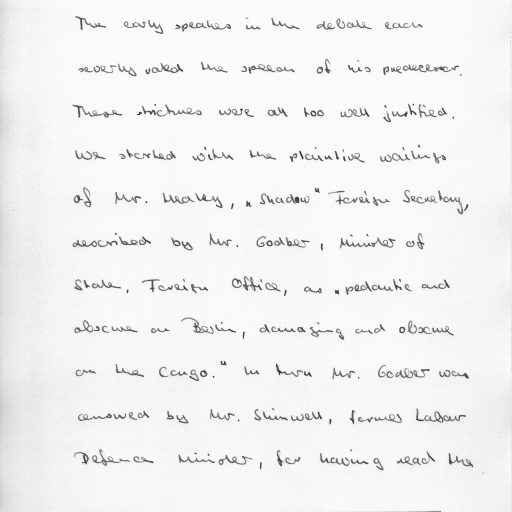 The early speakers in the debate each
severely rated the speech of his predecessor.
These strictures were all too well justified.
We started with the plaintive wailings
of Mr. Healey, "Shadow" Foreign Secretary,
described by Mr. Godber, Minister of
State, Foreign Office, as "pedantic and
obscure on Berlin, damaging and obscure
on the Congo." In turn Mr. Godber was
censured by Mr. Shinwell, former Labour
Defence Minister, for having read the